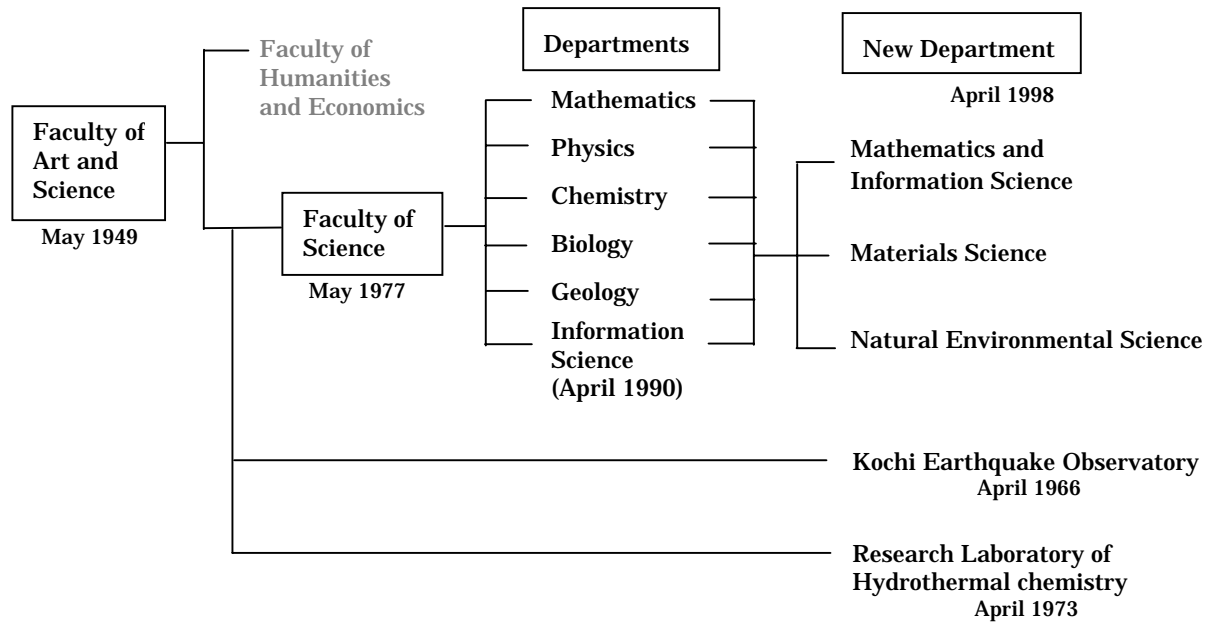 Faculty of
Art and
Science
May 1949
Faculty of
Humanities
and Economics
Faculty of
Science
May 1977
Departments
Mathematics
Physics
Chemistry
Biology
Geology
Information
Science
(April 1990)
New Department
April 1998
Mathematics and
Information Science
Materials Science
Natural Environmental Science
Kochi Earthquake Observatory
April 1966
Research Laboratory of
Hydrothermal chemistry
April 1973